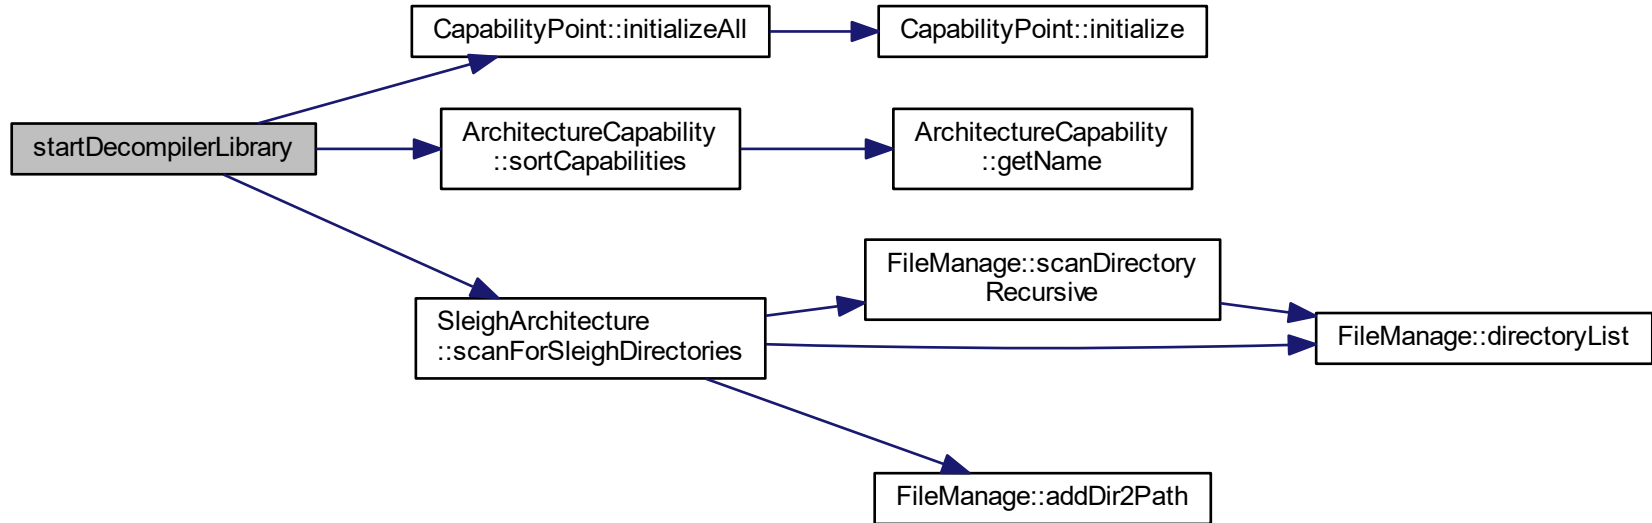 CapabilityPoint::initializeAll
CapabilityPoint::initialize
startDecompilerLibrary
ArchitectureCapability
::sortCapabilities
ArchitectureCapability
::getName
FileManage::scanDirectory
Recursive
SleighArchitecture
::scanForSleighDirectories
FileManage::directoryList
FileManage::addDir2Path